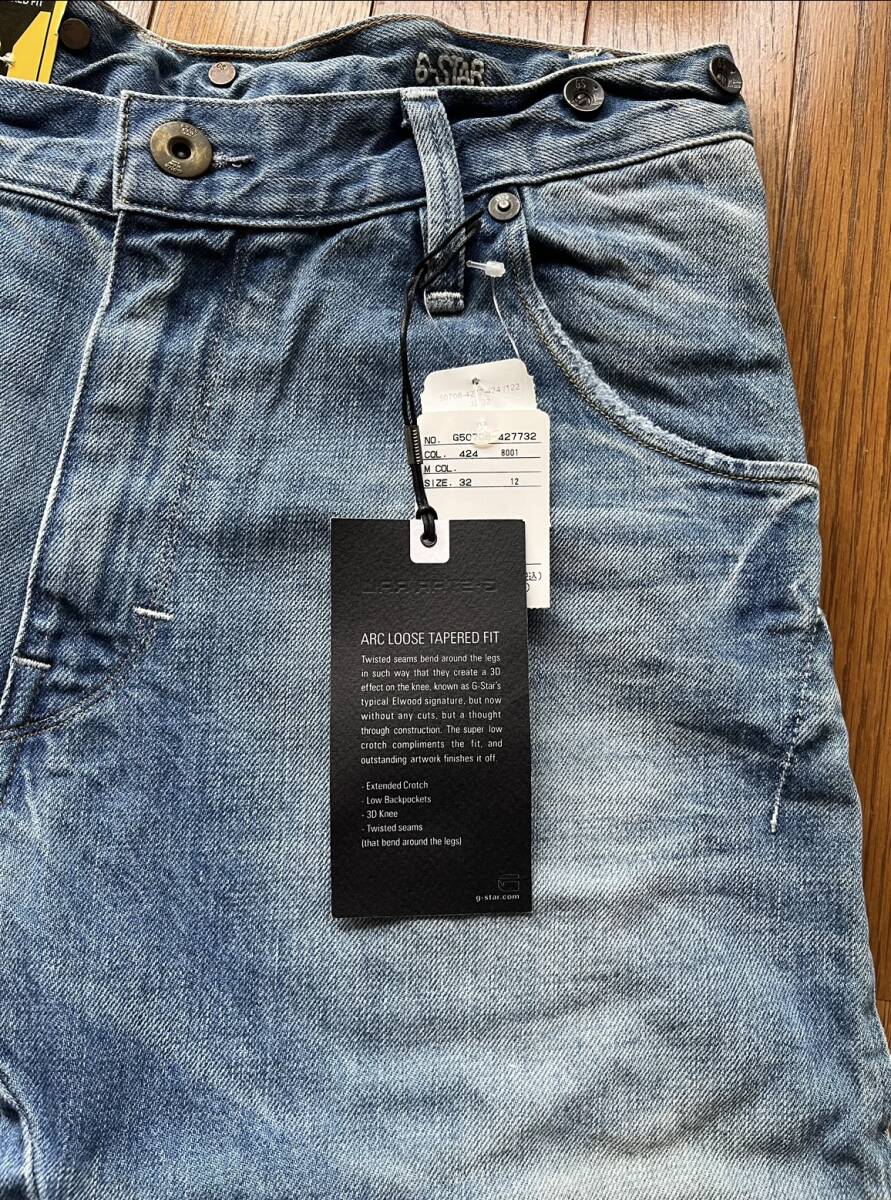 G-STAR
NO.
COL. 424 8001
M COL.
SIZE. 32 12
ARC LOOSE TAPERED FIT
Twisted seams bend around the legs
in such way that they create a 3D
effect on the knee, known as G-Star's
typical Elwood signature, but now
without any cuts, but a thought
through construction. The super low
crotch compliments the fit, and
outstanding artwork finishes it off.
- Extended Crotch
- Low Backpockets
- 3D Knee
- Twisted seams
(that bend around the legs)
g-star.com